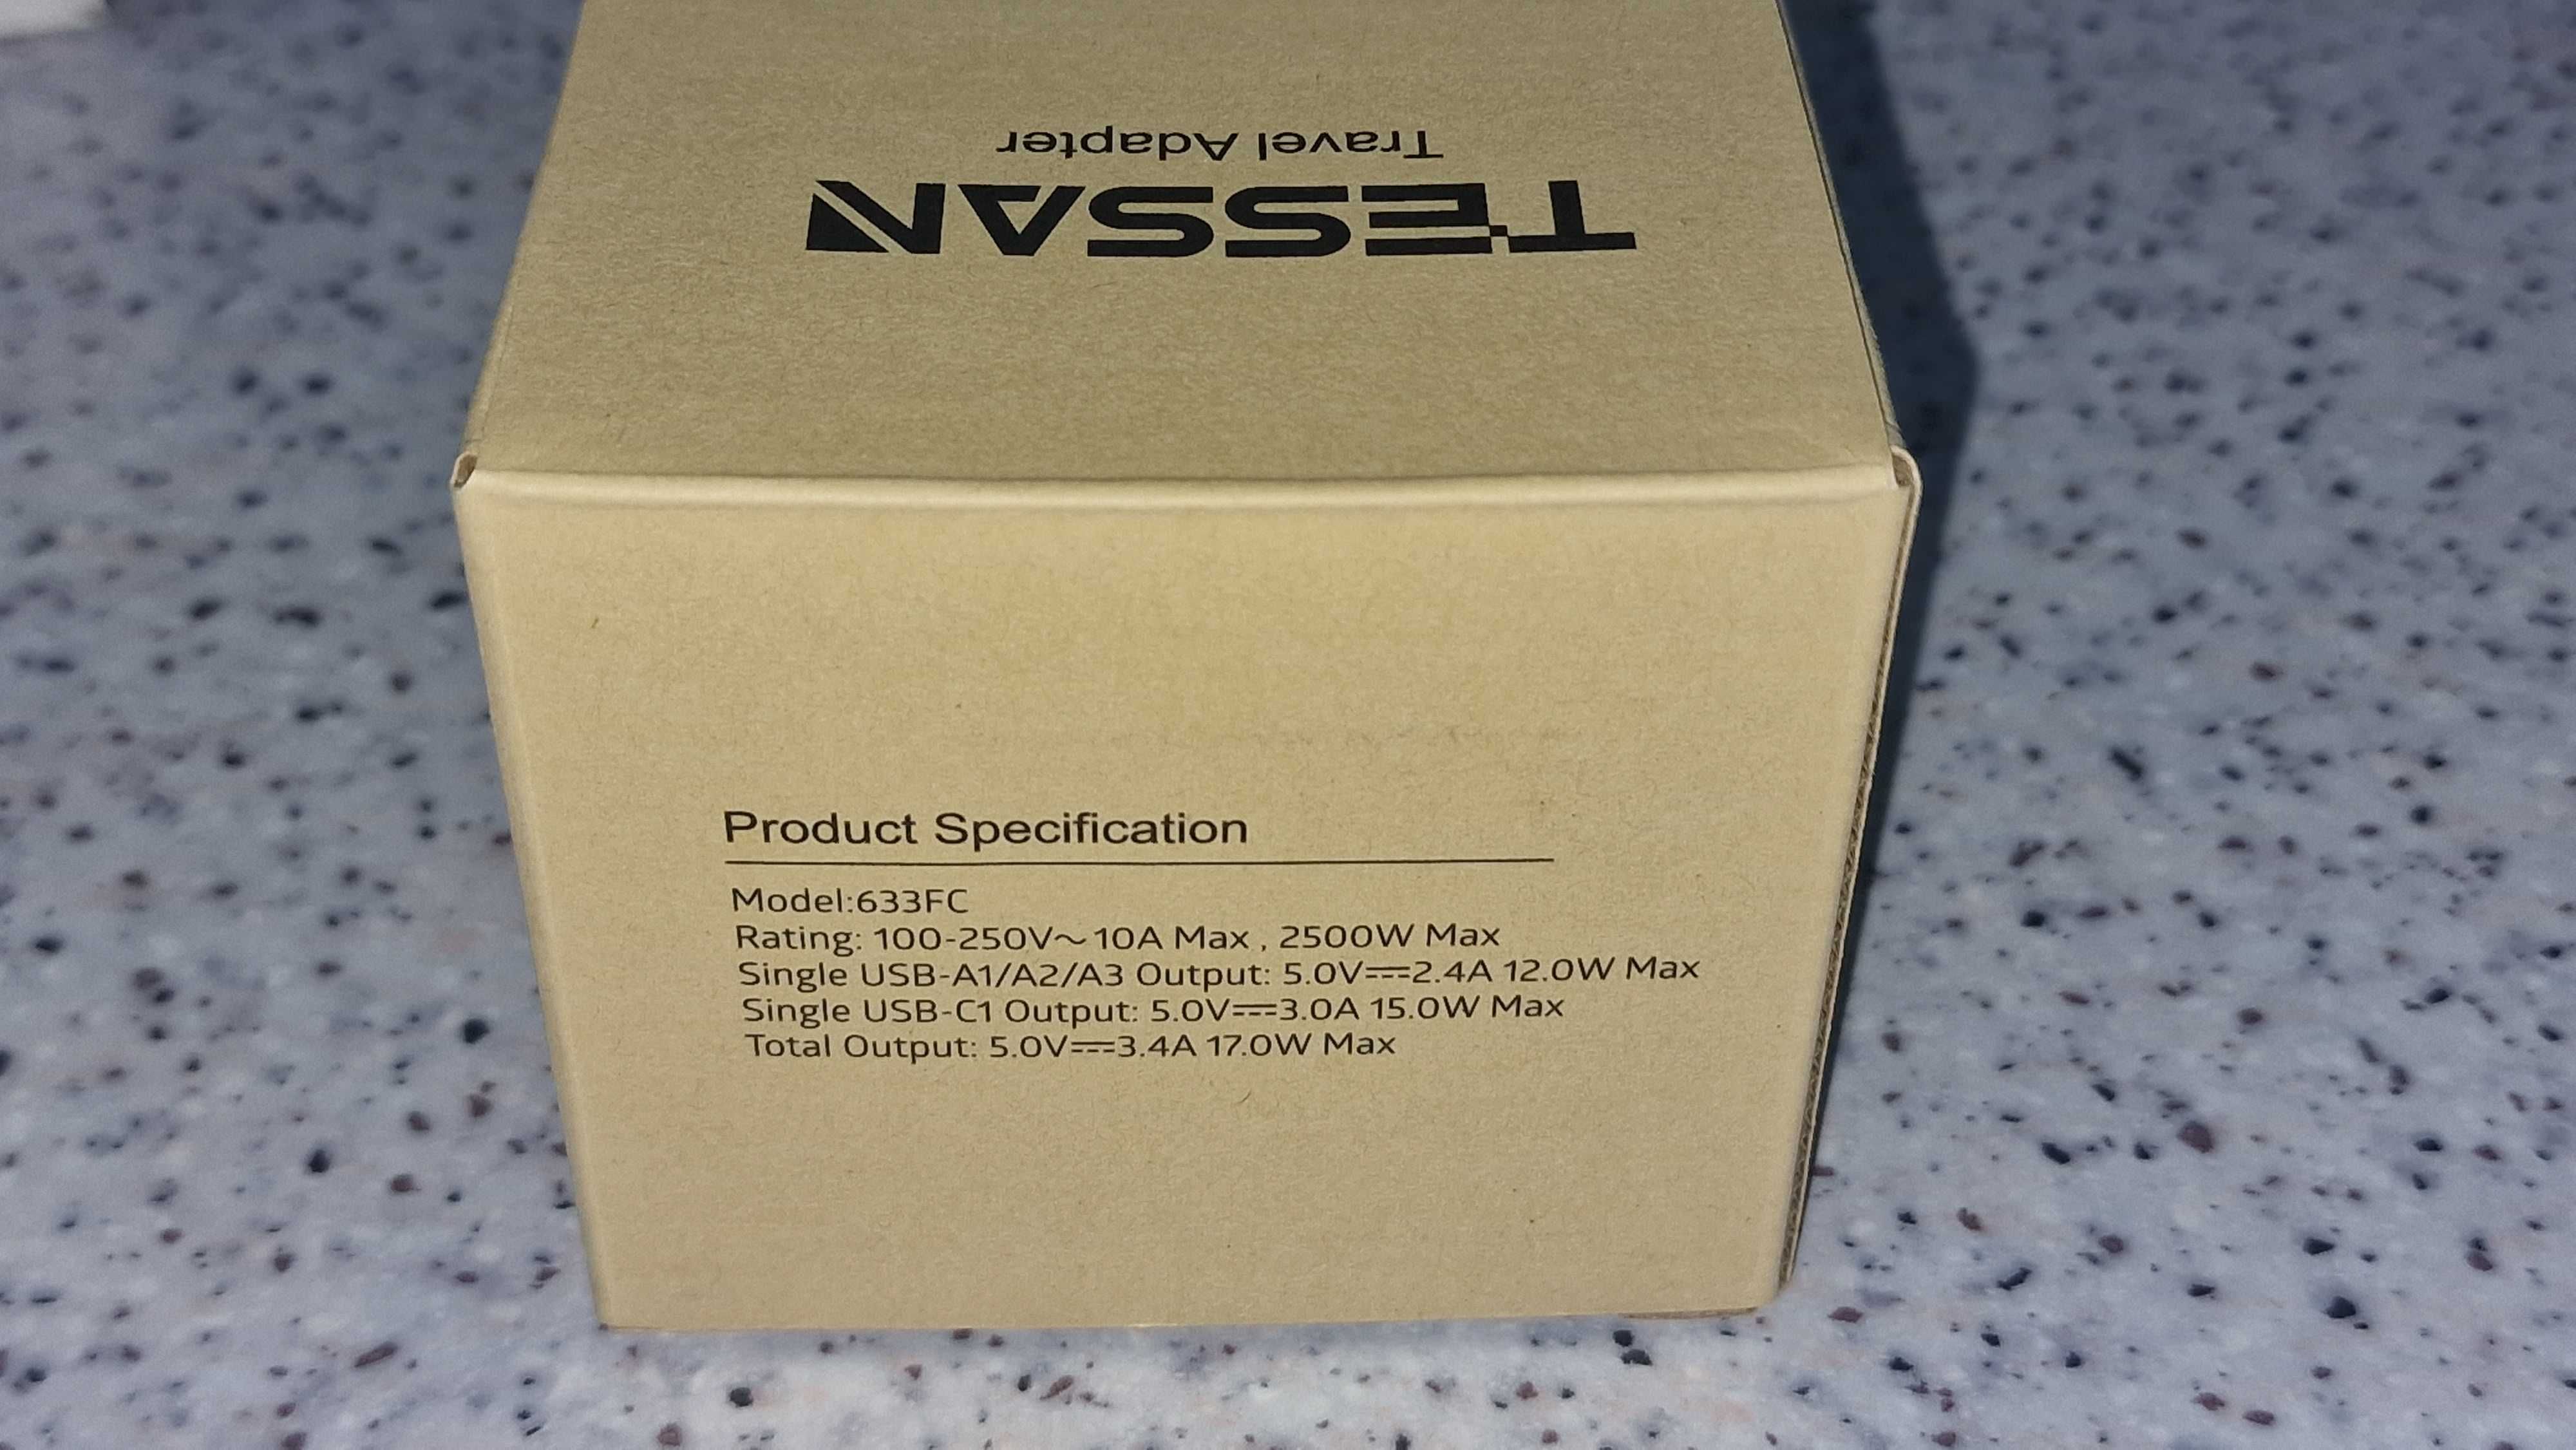 TESSAN
Travel Adapter
Product Specification
Model:633FC
Rating: 100-250V～10A Max , 2500W Max
Single USB-A1/A2/A3 Output: 5.0V⎓2.4A 12.0W Max
Single USB-C1 Output: 5.0V⎓3.0A 15.0W Max
Total Output: 5.0V⎓3.4A 17.0W Max